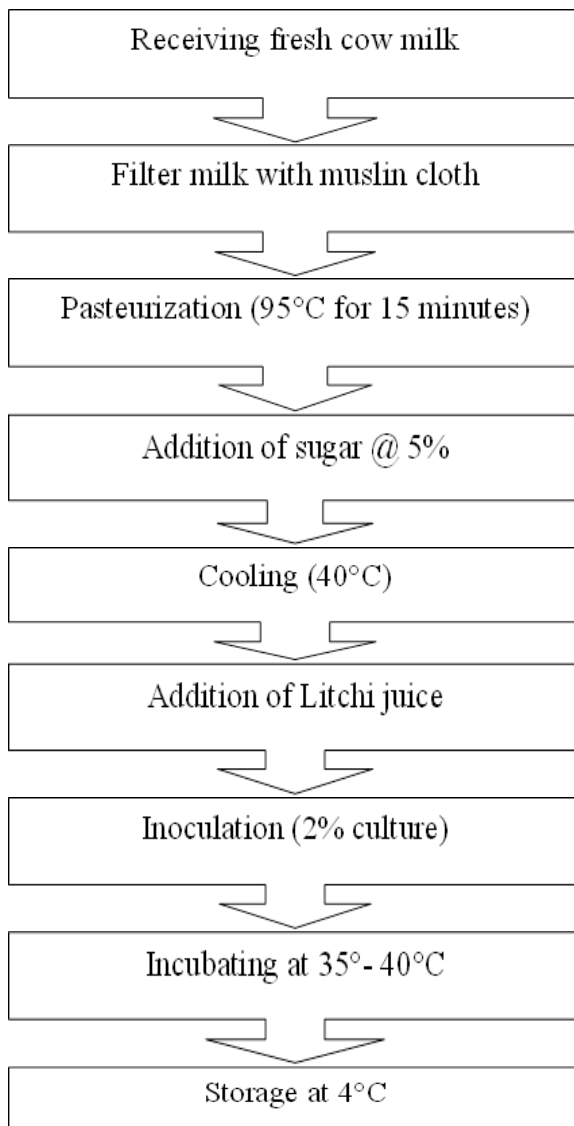 Receiving fresh cow milk
Filter milk with muslin cloth
Pasteurization (95°C for 15 minutes)
Addition of sugar @ 5%
Cooling (40°C)
Addition of Litchi juice
Inoculation (2% culture)
Incubating at 35°- 40°C
Storage at 4°C